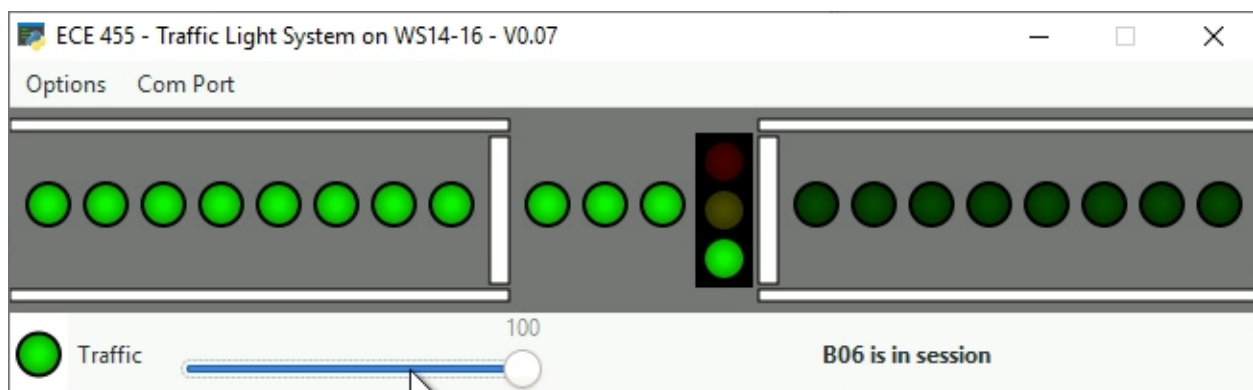 ECE 455 - Traffic Light System on WS14-16 - V0.07
Options Com Port
100
Traffic
B06 is in session